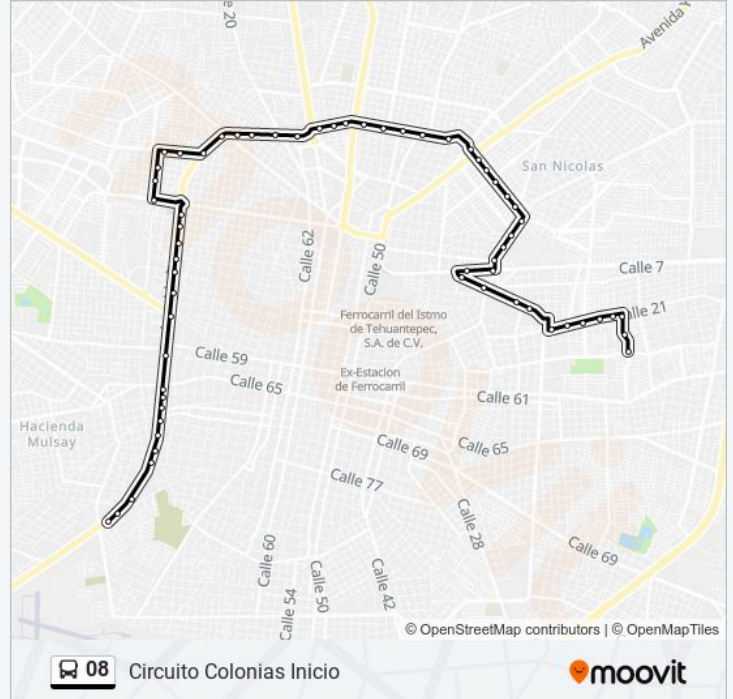 e 20
Avenida Y
San Nicolas
Calle 62
Calle 50
Calle 7
alle 21
Ferrocarril del Istmo
de Tehuantepec,
S.A. de C.V.
Calle 59
Ex-Estacion
de Ferrocarril
Calle 65
Calle 61
Hacienda
Mulsay
Calle 69
Calle 65
Calle 77
Calle 28
Calle 69
Calle 60
Calle 50
Calle 42
Calle 54
© OpenStreetMap contributors | © OpenMapTiles
08 Circuito Colonias Inicio
moovit